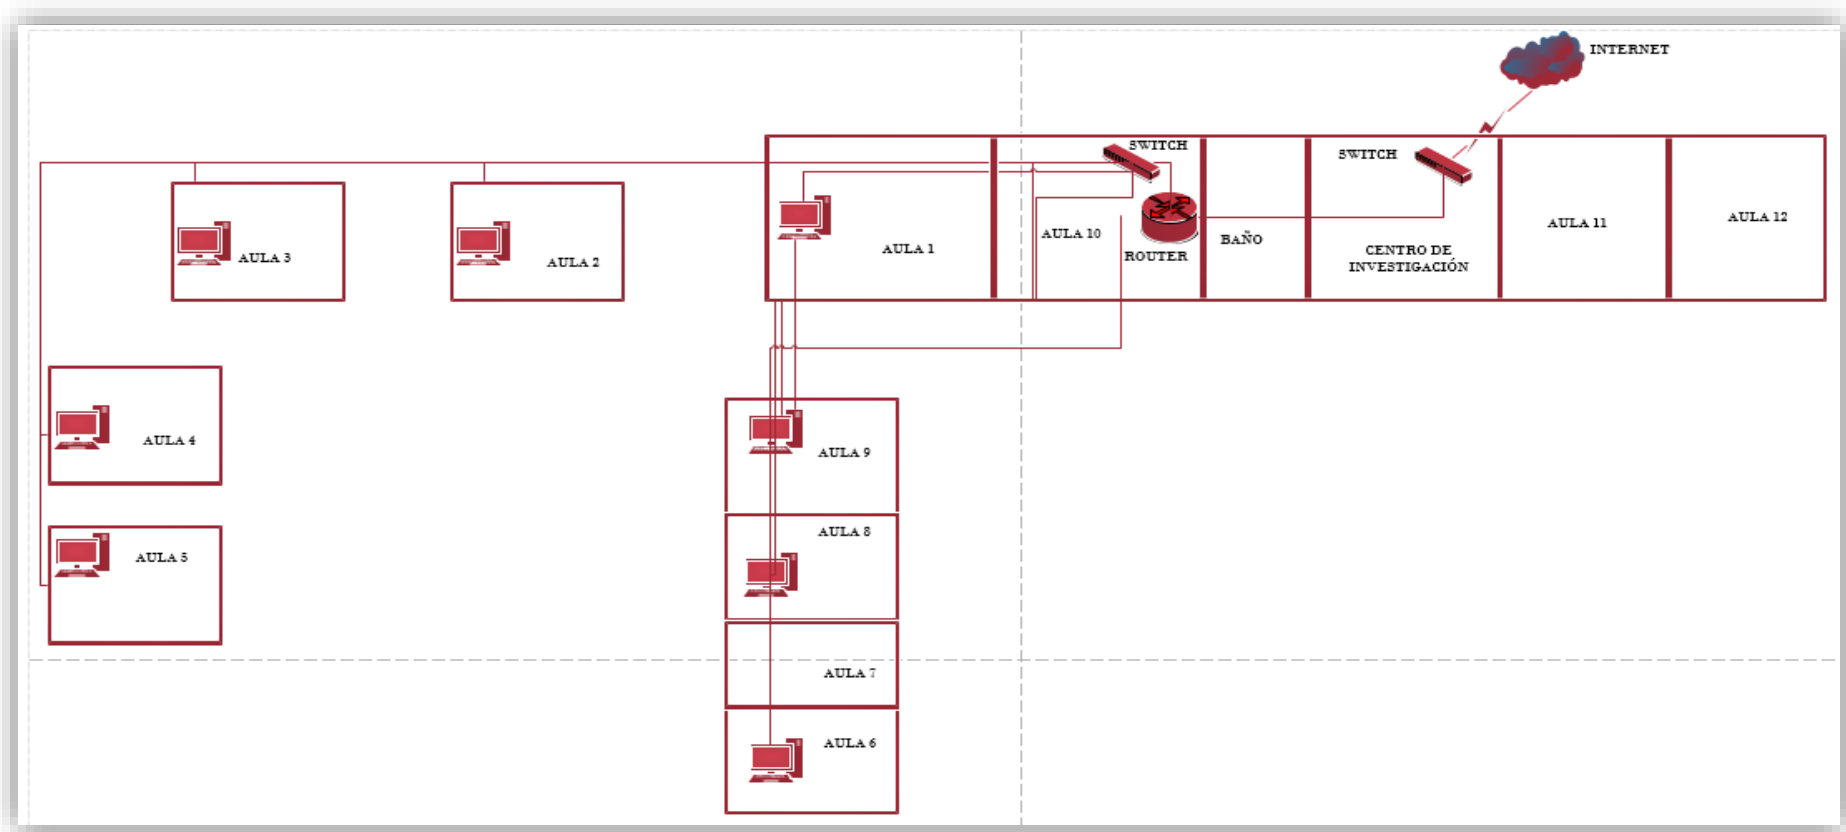 INTERNET
SWITCH
SWITCH
AULA 3
AULA 2
AULA 1
AULA 10
ROUTER
BAÑO
CENTRO DE
INVESTIGACIÓN
AULA 11
AULA 12
AULA 4
AULA 9
AULA 5
AULA 8
AULA 7
AULA 6